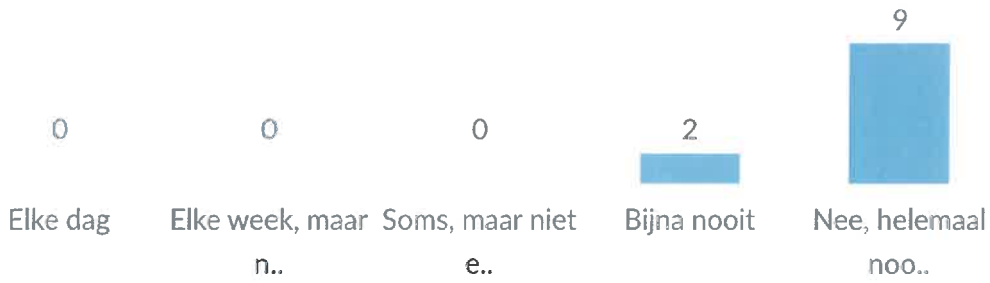 9
0 0 0 2
Elke dag Elke week, maar Soms, maar niet Bijna nooit Nee, helemaal
n.. e.. noo..